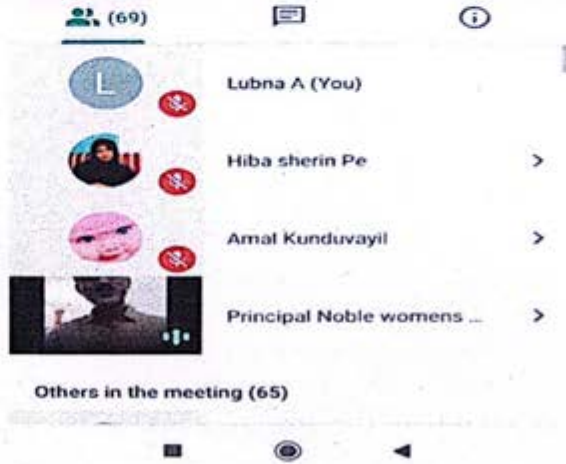 (69)
L
Lubna A (You)
Hiba sherin Pe
Amal Kunduvayil
Principal Noble womens ...
Others in the meeting (65)